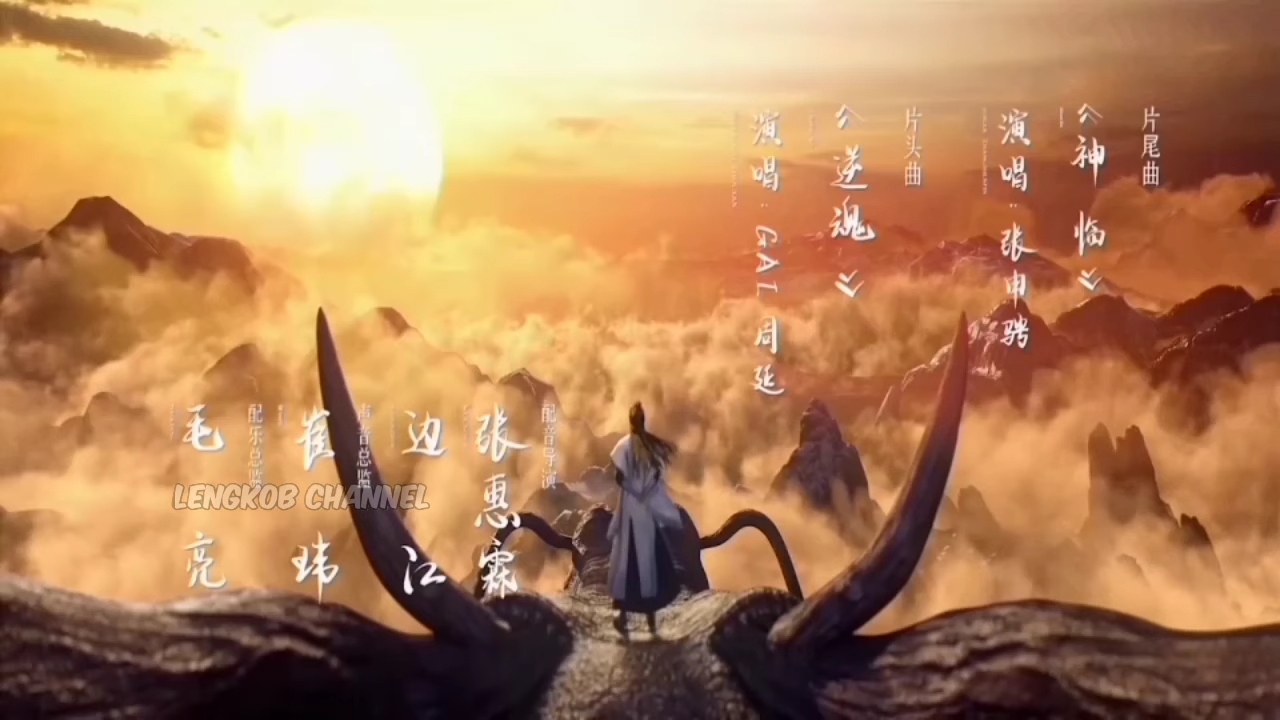 片尾曲
《神临》
演�:张申骋
片头曲
《逆魂》
演唱:GAI周延
配音导演
张惠霖
边江
声音总监
崔玮
配乐总监
毛亮
LENGKOB CHANNEL